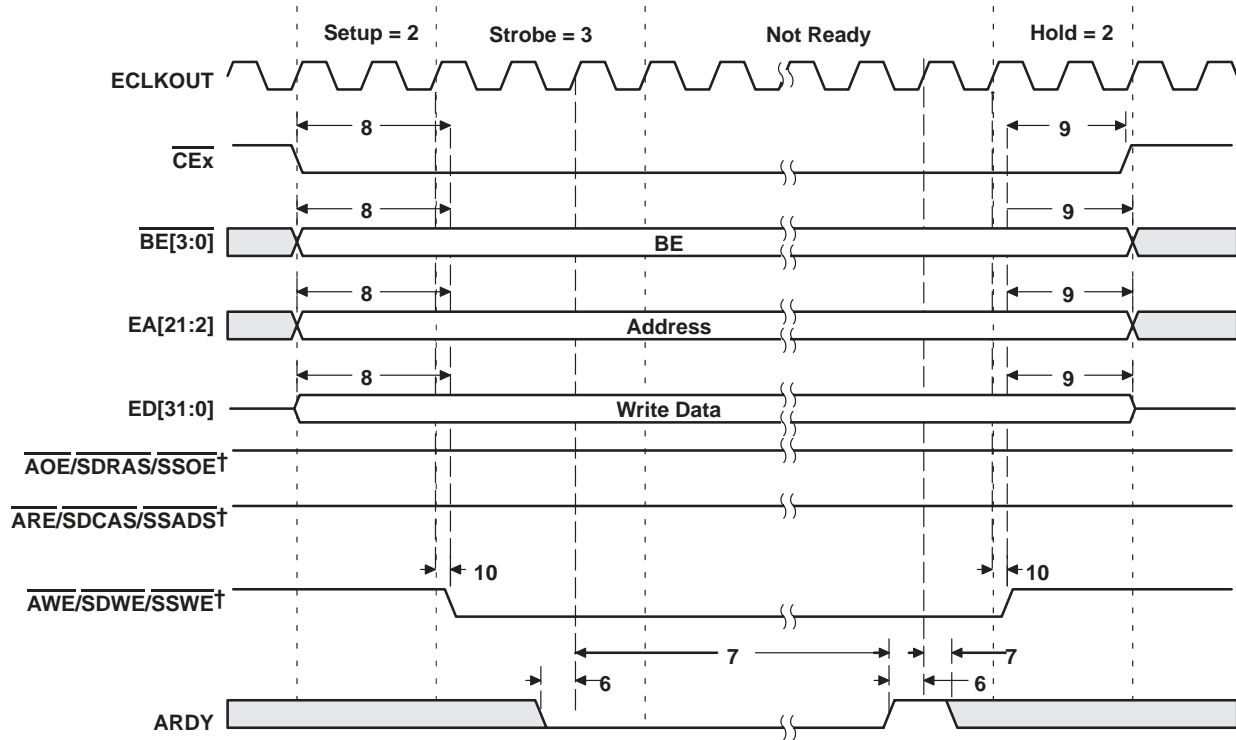 Setup = 2 Strobe = 3 Not Ready Hold = 2
ECLKOUT
8 9
CEx
8 9
BE[3:0] BE
8 9
EA[21:2] Address
8 9
ED[31:0] Write Data
AOE/SDRAS/SSOE†
ARE/SDCAS/SSADS†
10 10
AWE/SDWE/SSWE†
7 7
6 6
ARDY